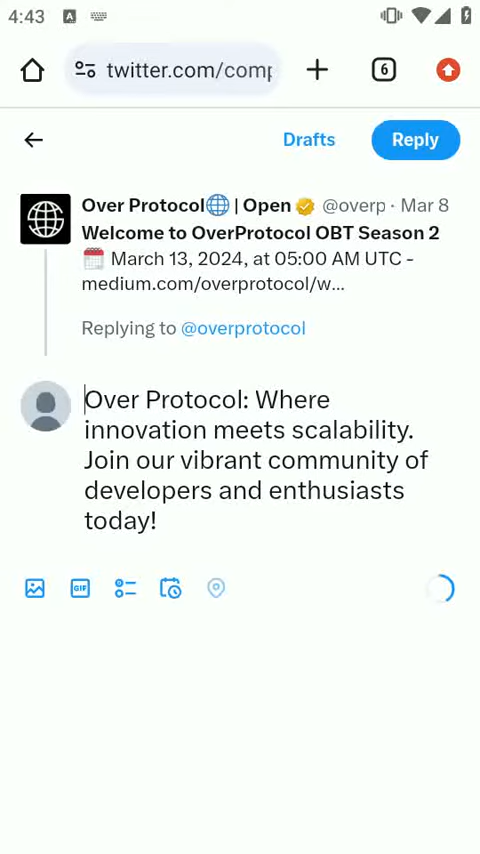 4:43
A
twitter.com/comp
6
Drafts
Reply
Over Protocol | Open @overp · Mar 8
Welcome to OverProtocol OBT Season 2
March 13, 2024, at 05:00 AM UTC -
medium.com/overprotocol/w...
Replying to @overprotocol
Over Protocol: Where
innovation meets scalability.
Join our vibrant community of
developers and enthusiasts
today!
GIF